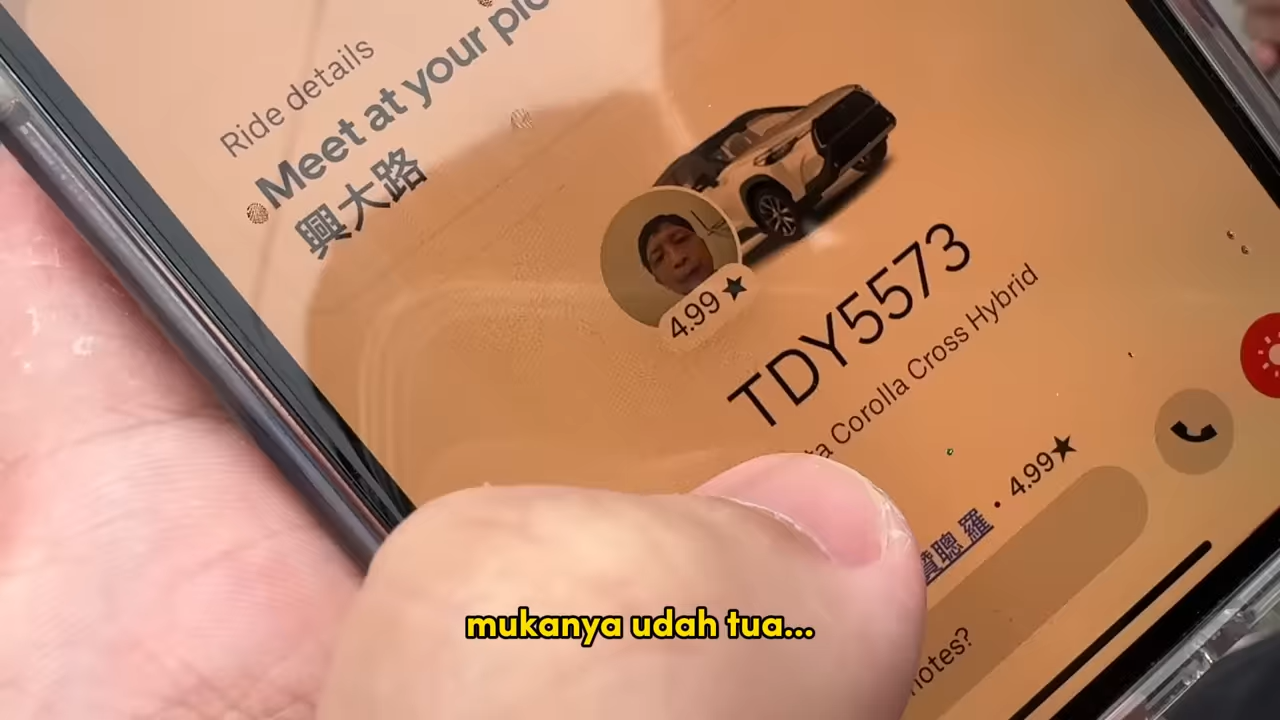 Ride details
Meet at your
興大路
4.99 ★
TDY5573
Corolla Cross Hybrid
聰 羅 • 4.99★
notes?
mukanya udah tua...